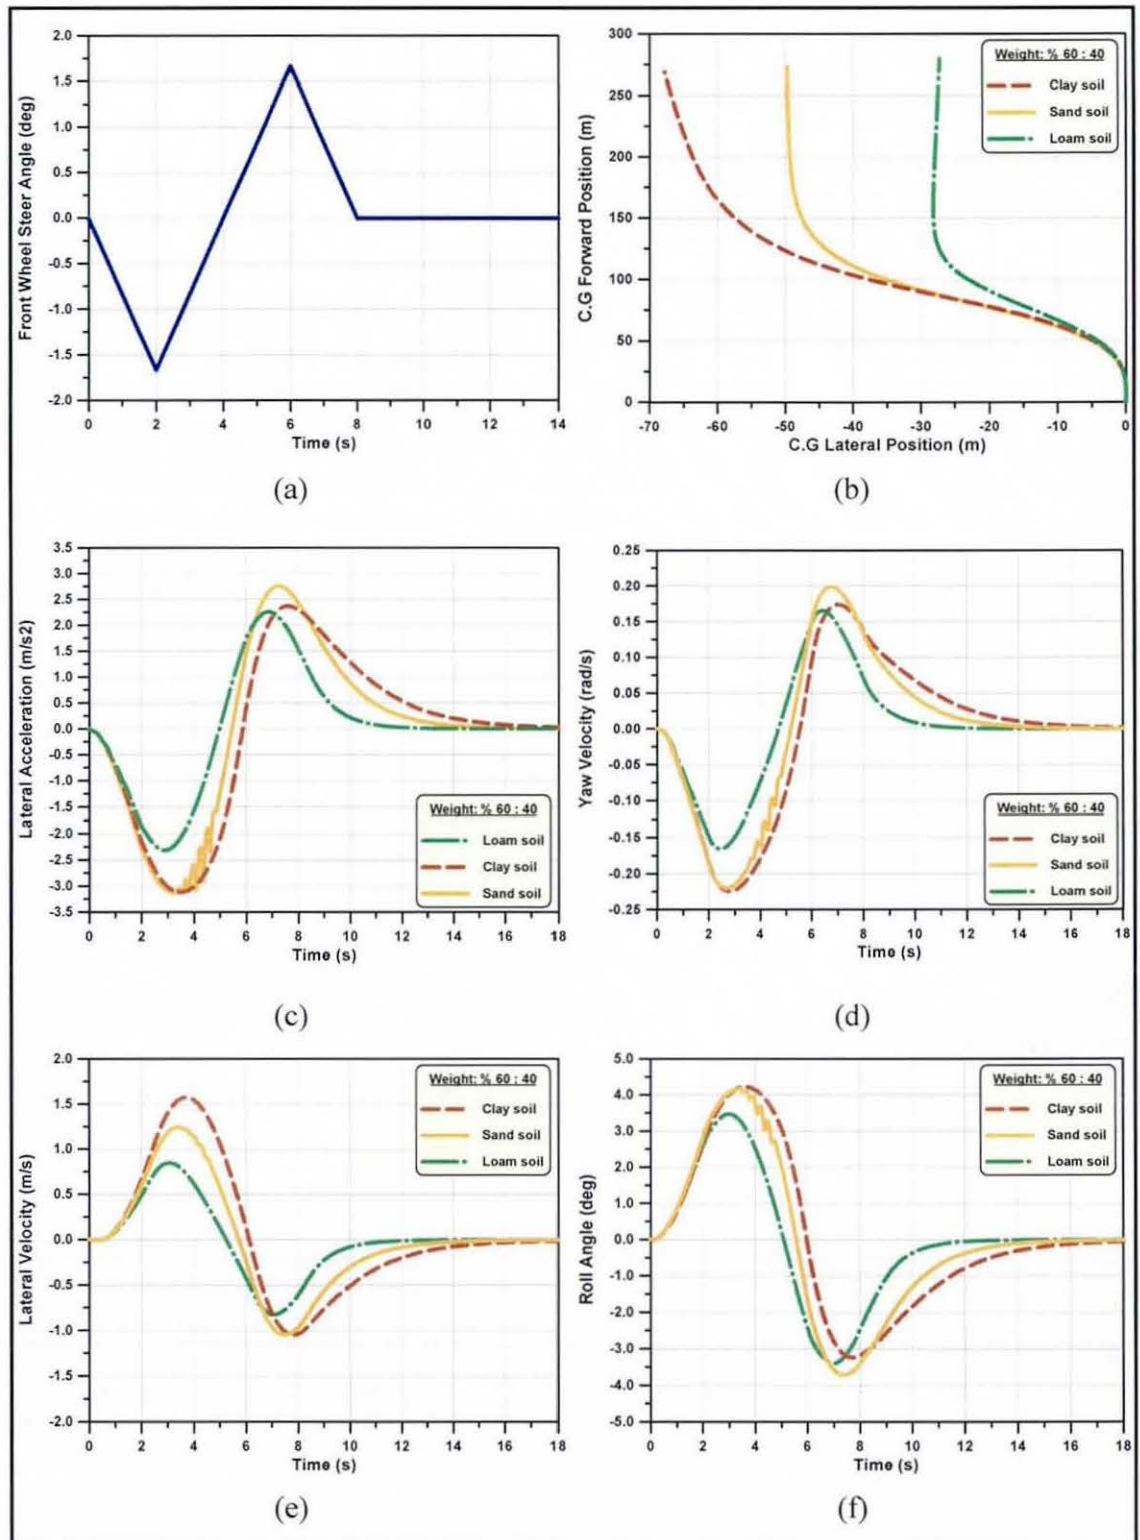 2.0
1.5
1.0
0.5
0.0
-0.5
-1.0
-1.5
-2.0
Front Wheel Steer Angle (deg)
0 2 4 6 8 10 12 14
Time (s)
(a)
300
250
200
150
100
50
0
C.G Forward Position (m)
Weight: % 60 : 40
Clay soil
Sand soil
Loam soil
-70 -60 -50 -40 -30 -20 -10 0
C.G Lateral Position (m)
(b)
3.5
3.0
2.5
2.0
1.5
1.0
0.5
0.0
-0.5
-1.0
-1.5
-2.0
-2.5
-3.0
-3.5
Lateral Acceleration (m/s2)
Weight: % 60 : 40
Loam soil
Clay soil
Sand soil
0 2 4 6 8 10 12 14 16 18
Time (s)
(c)
0.25
0.20
0.15
0.10
0.05
0.00
-0.05
-0.10
-0.15
-0.20
-0.25
Yaw Velocity (rad/s)
Weight: % 60 : 40
Clay soil
Sand soil
Loam soil
0 2 4 6 8 10 12 14 16 18
Time (s)
(d)
2.0
1.5
1.0
0.5
0.0
-0.5
-1.0
-1.5
-2.0
Lateral Velocity (m/s)
Weight: % 60 : 40
Clay soil
Sand soil
Loam soil
0 2 4 6 8 10 12 14 16 18
Time (s)
(e)
5.0
4.0
3.0
2.0
1.0
0.0
-1.0
-2.0
-3.0
-4.0
-5.0
Roll Angle (deg)
Weight: % 60 : 40
Clay soil
Sand soil
Loam soil
0 2 4 6 8 10 12 14 16 18
Time (s)
(f)